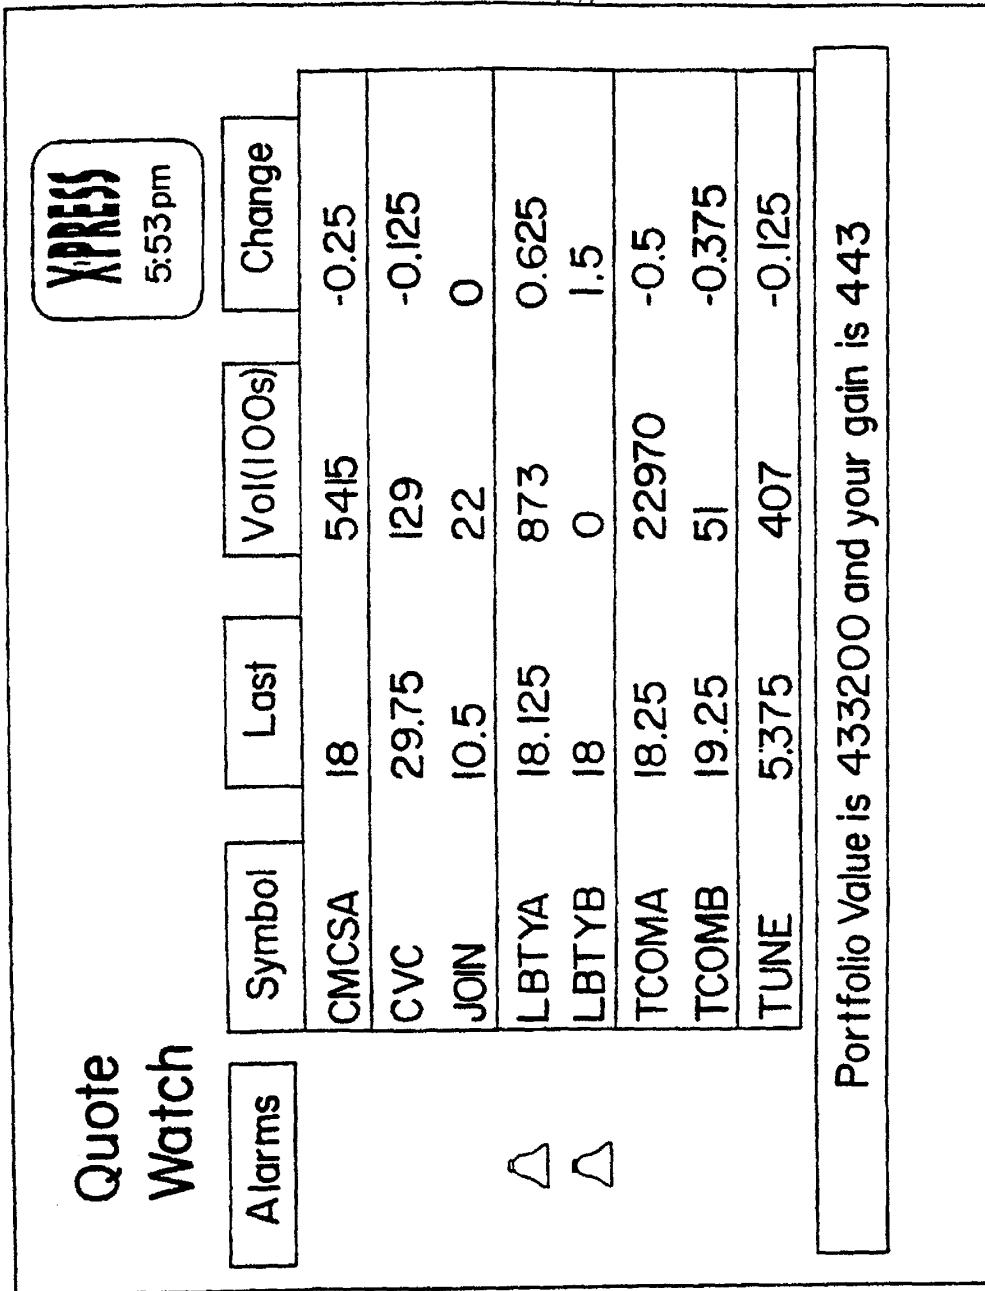 Quote
Watch
XPRESS
5:53pm
Alarms Symbol Last Vol(100s) Change
CMCSA 18 5415 -0.25
CVC 29.75 129 -0.125
JOIN 10.5 22 0
LBTYA 18.125 873 0.625
LBTYB 18 0 1.5
TCOMA 18.25 22970 -0.5
TCOMB 19.25 51 -0.375
TUNE 5.375 407 -0.125
Portfolio Value is 433200 and your gain is 443